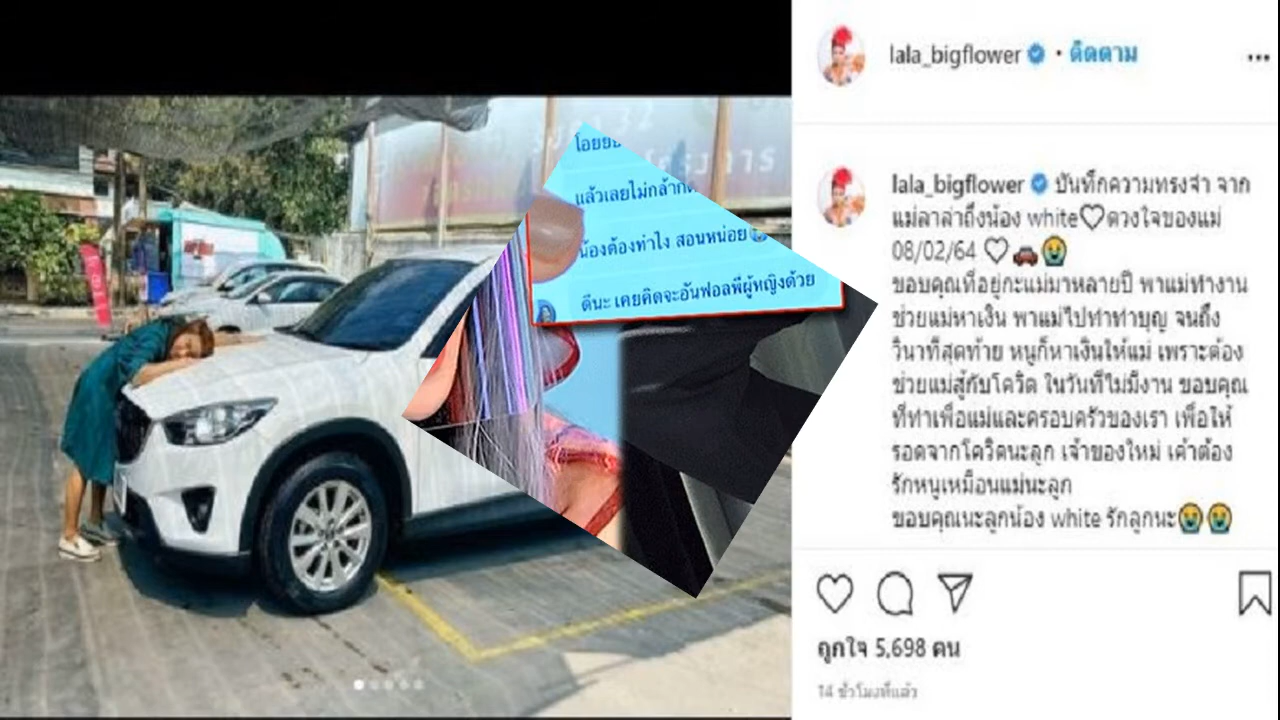 lala_bigflower • ติดตาม
lala_bigflower บันทึกความทรงจำ จาก
แม่ลาล่าถึงน้อง white♡ดวงใจของแม่
08/02/64 ♡🚗😭
ขอบคุณที่อยู่กะแม่มาหลายปี พาแม่ทำงาน
ช่วยแม่หาเงิน พาแม่ไปทำทำบุญ จนถึง
วินาทีสุดท้าย หนูก็หาเงินให้แม่ เพราะต้อง
ช่วยแม่สู้กับโควิด ในวันที่ไม่มีงาน ขอบคุณ
ที่ทำเพื่อแม่และครอบครัวของเรา เพื่อให้
รอดจากโควิดนะลูก เจ้าของใหม่ เค้าต้อง
รักหนูเหมือนแม่นะลูก
ขอบคุณนะลูกน้อง white รักลูกนะ😭😭
ถูกใจ 5,698 คน
14 ชั่วโมงที่แล้ว
โอยย
แล้วเลยไม่กล้า
น้องต้องทำไง สอนหน่อย
ดีนะ เคยคิดจะอันฟอลพี่ผู้หญิงด้วย